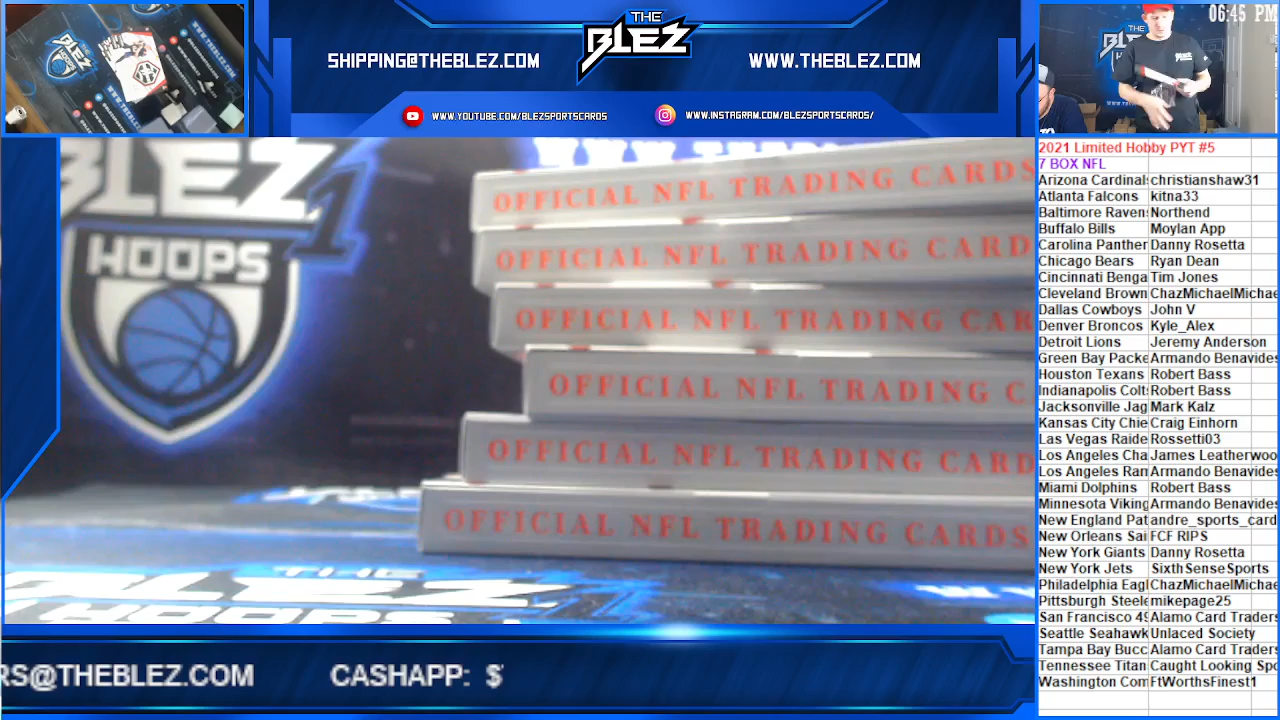 THE
BLEZ
SHIPPING@THEBLEZ.COM
WWW.THEBLEZ.COM
WWW.YOUTUBE.COM/BLEZSPORTSCARDS
WWW.INSTAGRAM.COM/BLEZSPORTSCARDS/
06:45 PM
BLEZ
HOOPS
OFFICIAL NFL TRADING CARDS
OFFICIAL NFL TRADING CARD
OFFICIAL NFL TRADING CAR
OFFICIAL NFL TRADING C
OFFICIAL NFL TRADING CARD
OFFICIAL NFL TRADING CARDS
THE
BLEZ
HOOPS
2021 Limited Hobby PYT #5
7 BOX NFL
Arizona Cardinals christianshaw31
Atlanta Falcons kitna33
Baltimore Ravens Northend
Buffalo Bills Moylan App
Carolina Panther Danny Rosetta
Chicago Bears Ryan Dean
Cincinnati Benga Tim Jones
Cleveland Brown ChazMichaelMichae
Dallas Cowboys John V
Denver Broncos Kyle_Alex
Detroit Lions Jeremy Anderson
Green Bay Packe Armando Benavides
Houston Texans Robert Bass
Indianapolis Colts Robert Bass
Jacksonville Jag Mark Kalz
Kansas City Chie Craig Einhorn
Las Vegas Raide Rossetti03
Los Angeles Cha James Leatherwoo
Los Angeles Ran Armando Benavides
Miami Dolphins Robert Bass
Minnesota Viking Armando Benavides
New England Pat andre_sports_card
New Orleans Sai FCF RIPS
New York Giants Danny Rosetta
New York Jets SixthSenseSports
Philadelphia Eagl ChazMichaelMichae
Pittsburgh Steele mikepage25
San Francisco 49 Alamo Card Traders
Seattle Seahawk Unlaced Society
Tampa Bay Bucc Alamo Card Traders
Tennessee Titan Caught Looking Spo
Washington Com FtWorthsFinest1
RS@THEBLEZ.COM CASHAPP: $